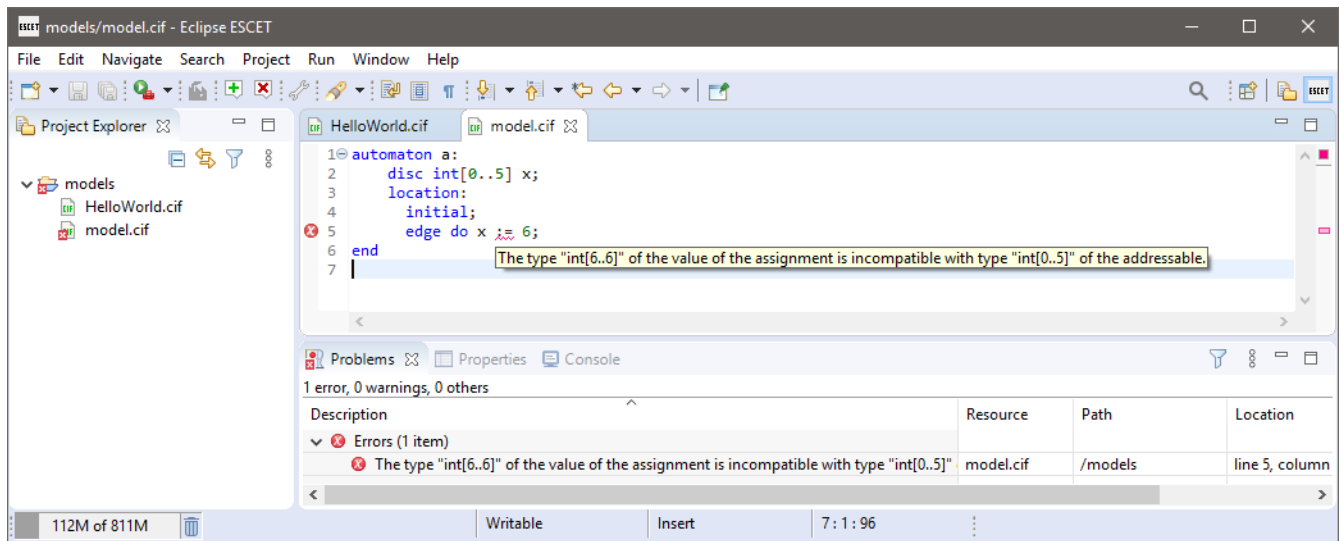 ESCET models/model.cif - Eclipse ESCET
File Edit Navigate Search Project Run Window Help
ESCET
Project Explorer
models
HelloWorld.cif
model.cif
HelloWorld.cif model.cif
1 automaton a:
2 disc int[0..5] x;
3 location:
4 initial;
5 edge do x := 6;
6 end
7
The type "int[6..6]" of the value of the assignment is incompatible with type "int[0..5]" of the addressable.
Problems Properties Console
1 error, 0 warnings, 0 others
Description Resource Path Location
Errors (1 item)
The type "int[6..6]" of the value of the assignment is incompatible with type "int[0..5]" model.cif /models line 5, column
112M of 811M Writable Insert 7:1:96